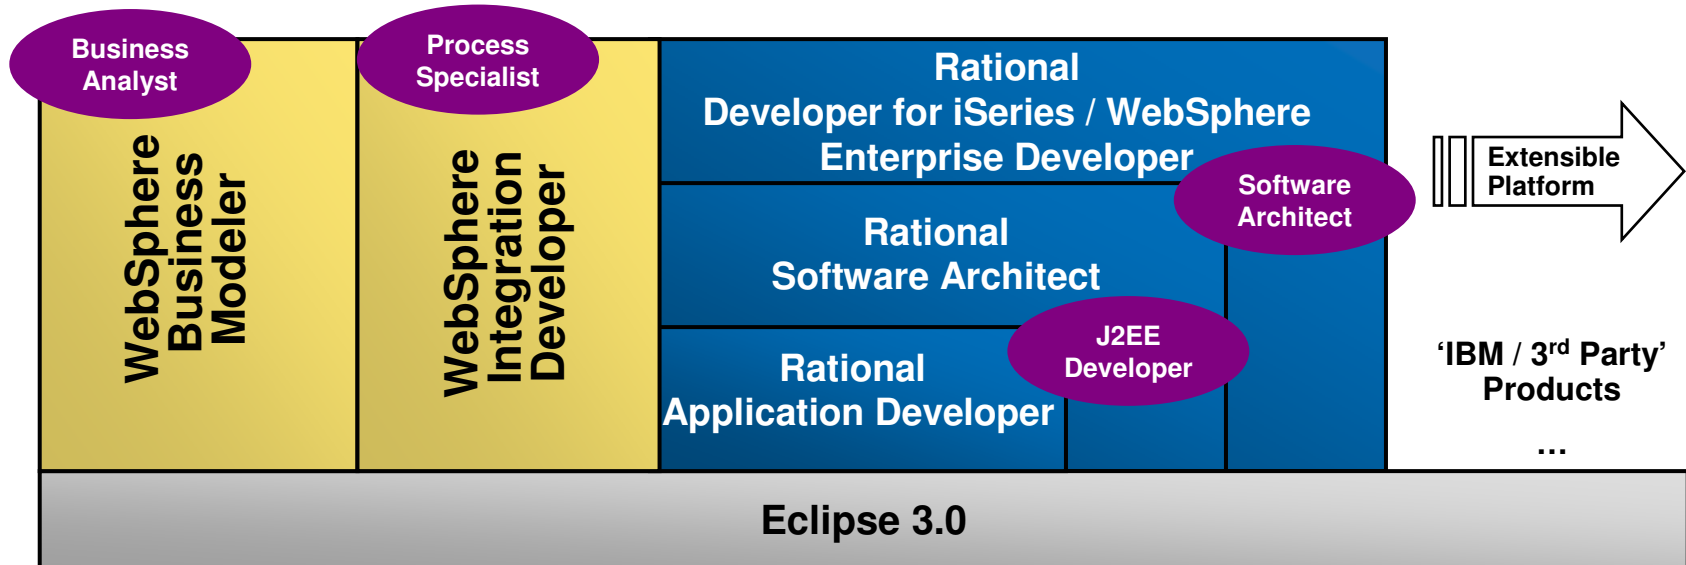 Business
Analyst
WebSphere
Business
Modeler
Process
Specialist
WebSphere
Integration
Developer
Rational
Developer for iSeries / WebSphere
Enterprise Developer
Software
Architect
Rational
Software Architect
J2EE
Developer
Rational
Application Developer
Extensible
Platform
‘IBM / 3rd Party’
Products
...
Eclipse 3.0